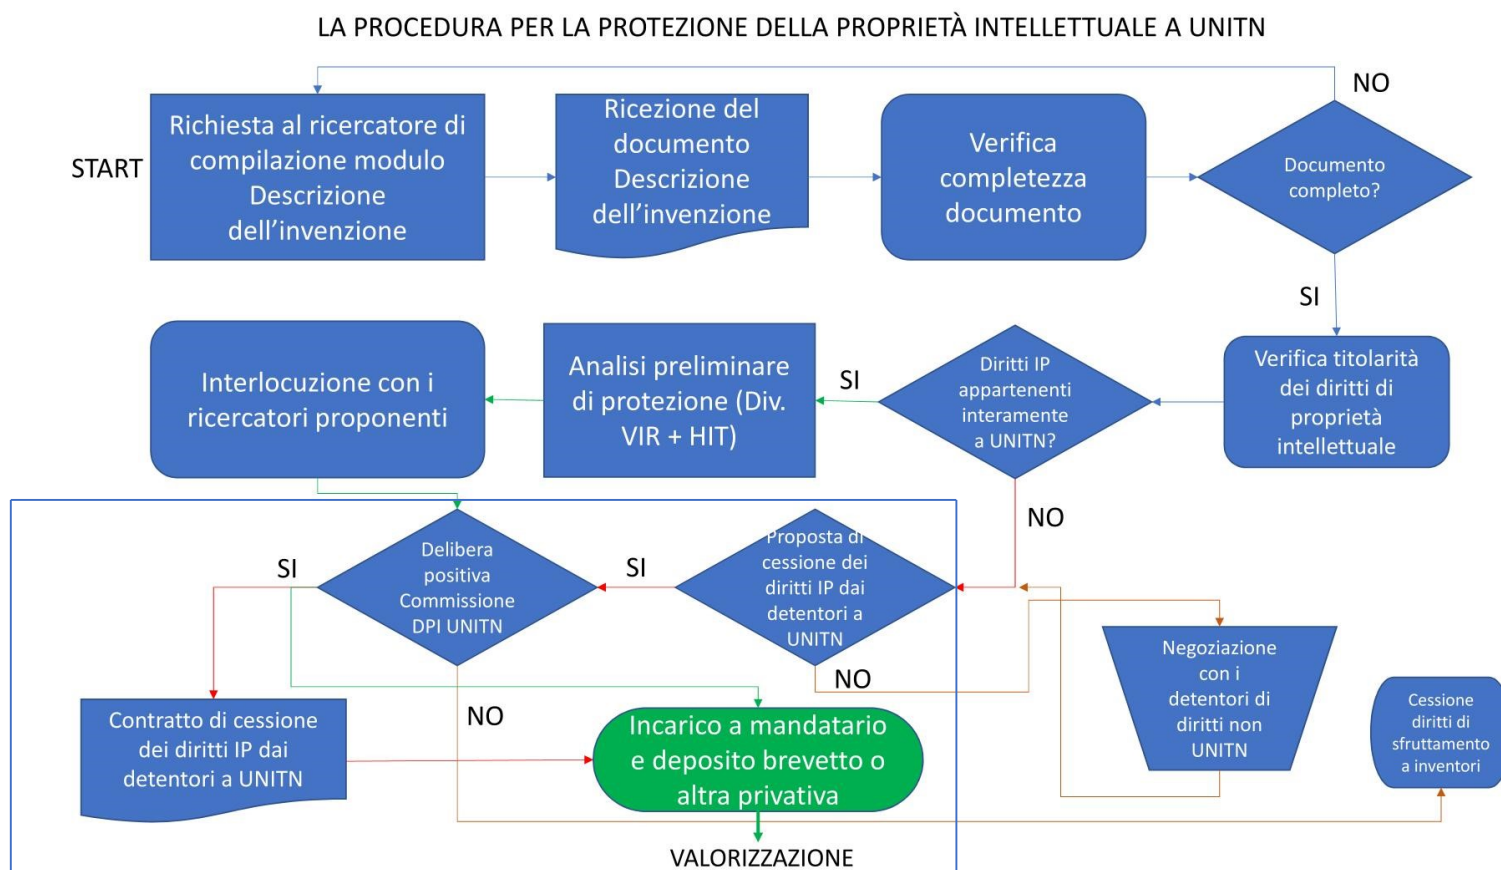 LA PROCEDURA PER LA PROTEZIONE DELLA PROPRIETÀ INTELLETTUALE A UNITN
NO
START
Richiesta al ricercatore di
compilazione modulo
Descrizione
dell’invenzione
Ricezione del
documento
Descrizione
dell’invenzione
Verifica
completezza
documento
Documento
completo?
SI
Interlocuzione con i
ricercatori proponenti
Analisi preliminare
di protezione (Div.
VIR + HIT)
SI
Diritti IP
appartenenti
interamente
a UNITN?
Verifica titolarità
dei diritti di
proprietà
intellettuale
NO
SI
Delibera
positiva
Commissione
DPI UNITN
SI
Proposta di
cessione dei
diritti IP dai
detentori a
UNITN
NO
NO
Contratto di cessione
dei diritti IP dai
detentori a UNITN
Incarico a mandatario
e deposito brevetto o
altra privativa
Negoziazione
con i
detentori di
diritti non
UNITN
Cessione
diritti di
sfruttamento
a inventori
VALORIZZAZIONE